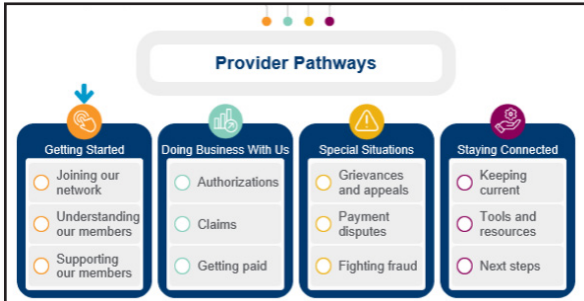 Provider Pathways
Getting Started
Joining our
network
Understanding
our members
Supporting
our members
Doing Business With Us
Authorizations
Claims
Getting paid
Special Situations
Grievances
and appeals
Payment
disputes
Fighting fraud
Staying Connected
Keeping
current
Tools and
resources
Next steps